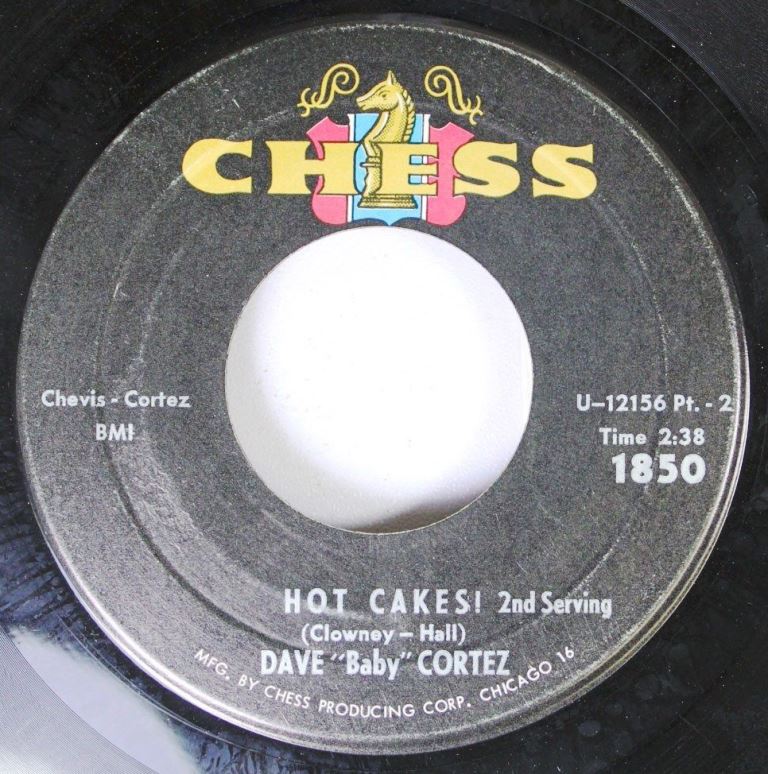 CHESS
Chevis - Cortez
BMI
U-12156 Pt. - 2
Time 2:38
1850
HOT CAKES! 2nd Serving
(Clowney - Hall)
DAVE "Baby" CORTEZ
MFG. BY CHESS PRODUCING CORP. CHICAGO 16